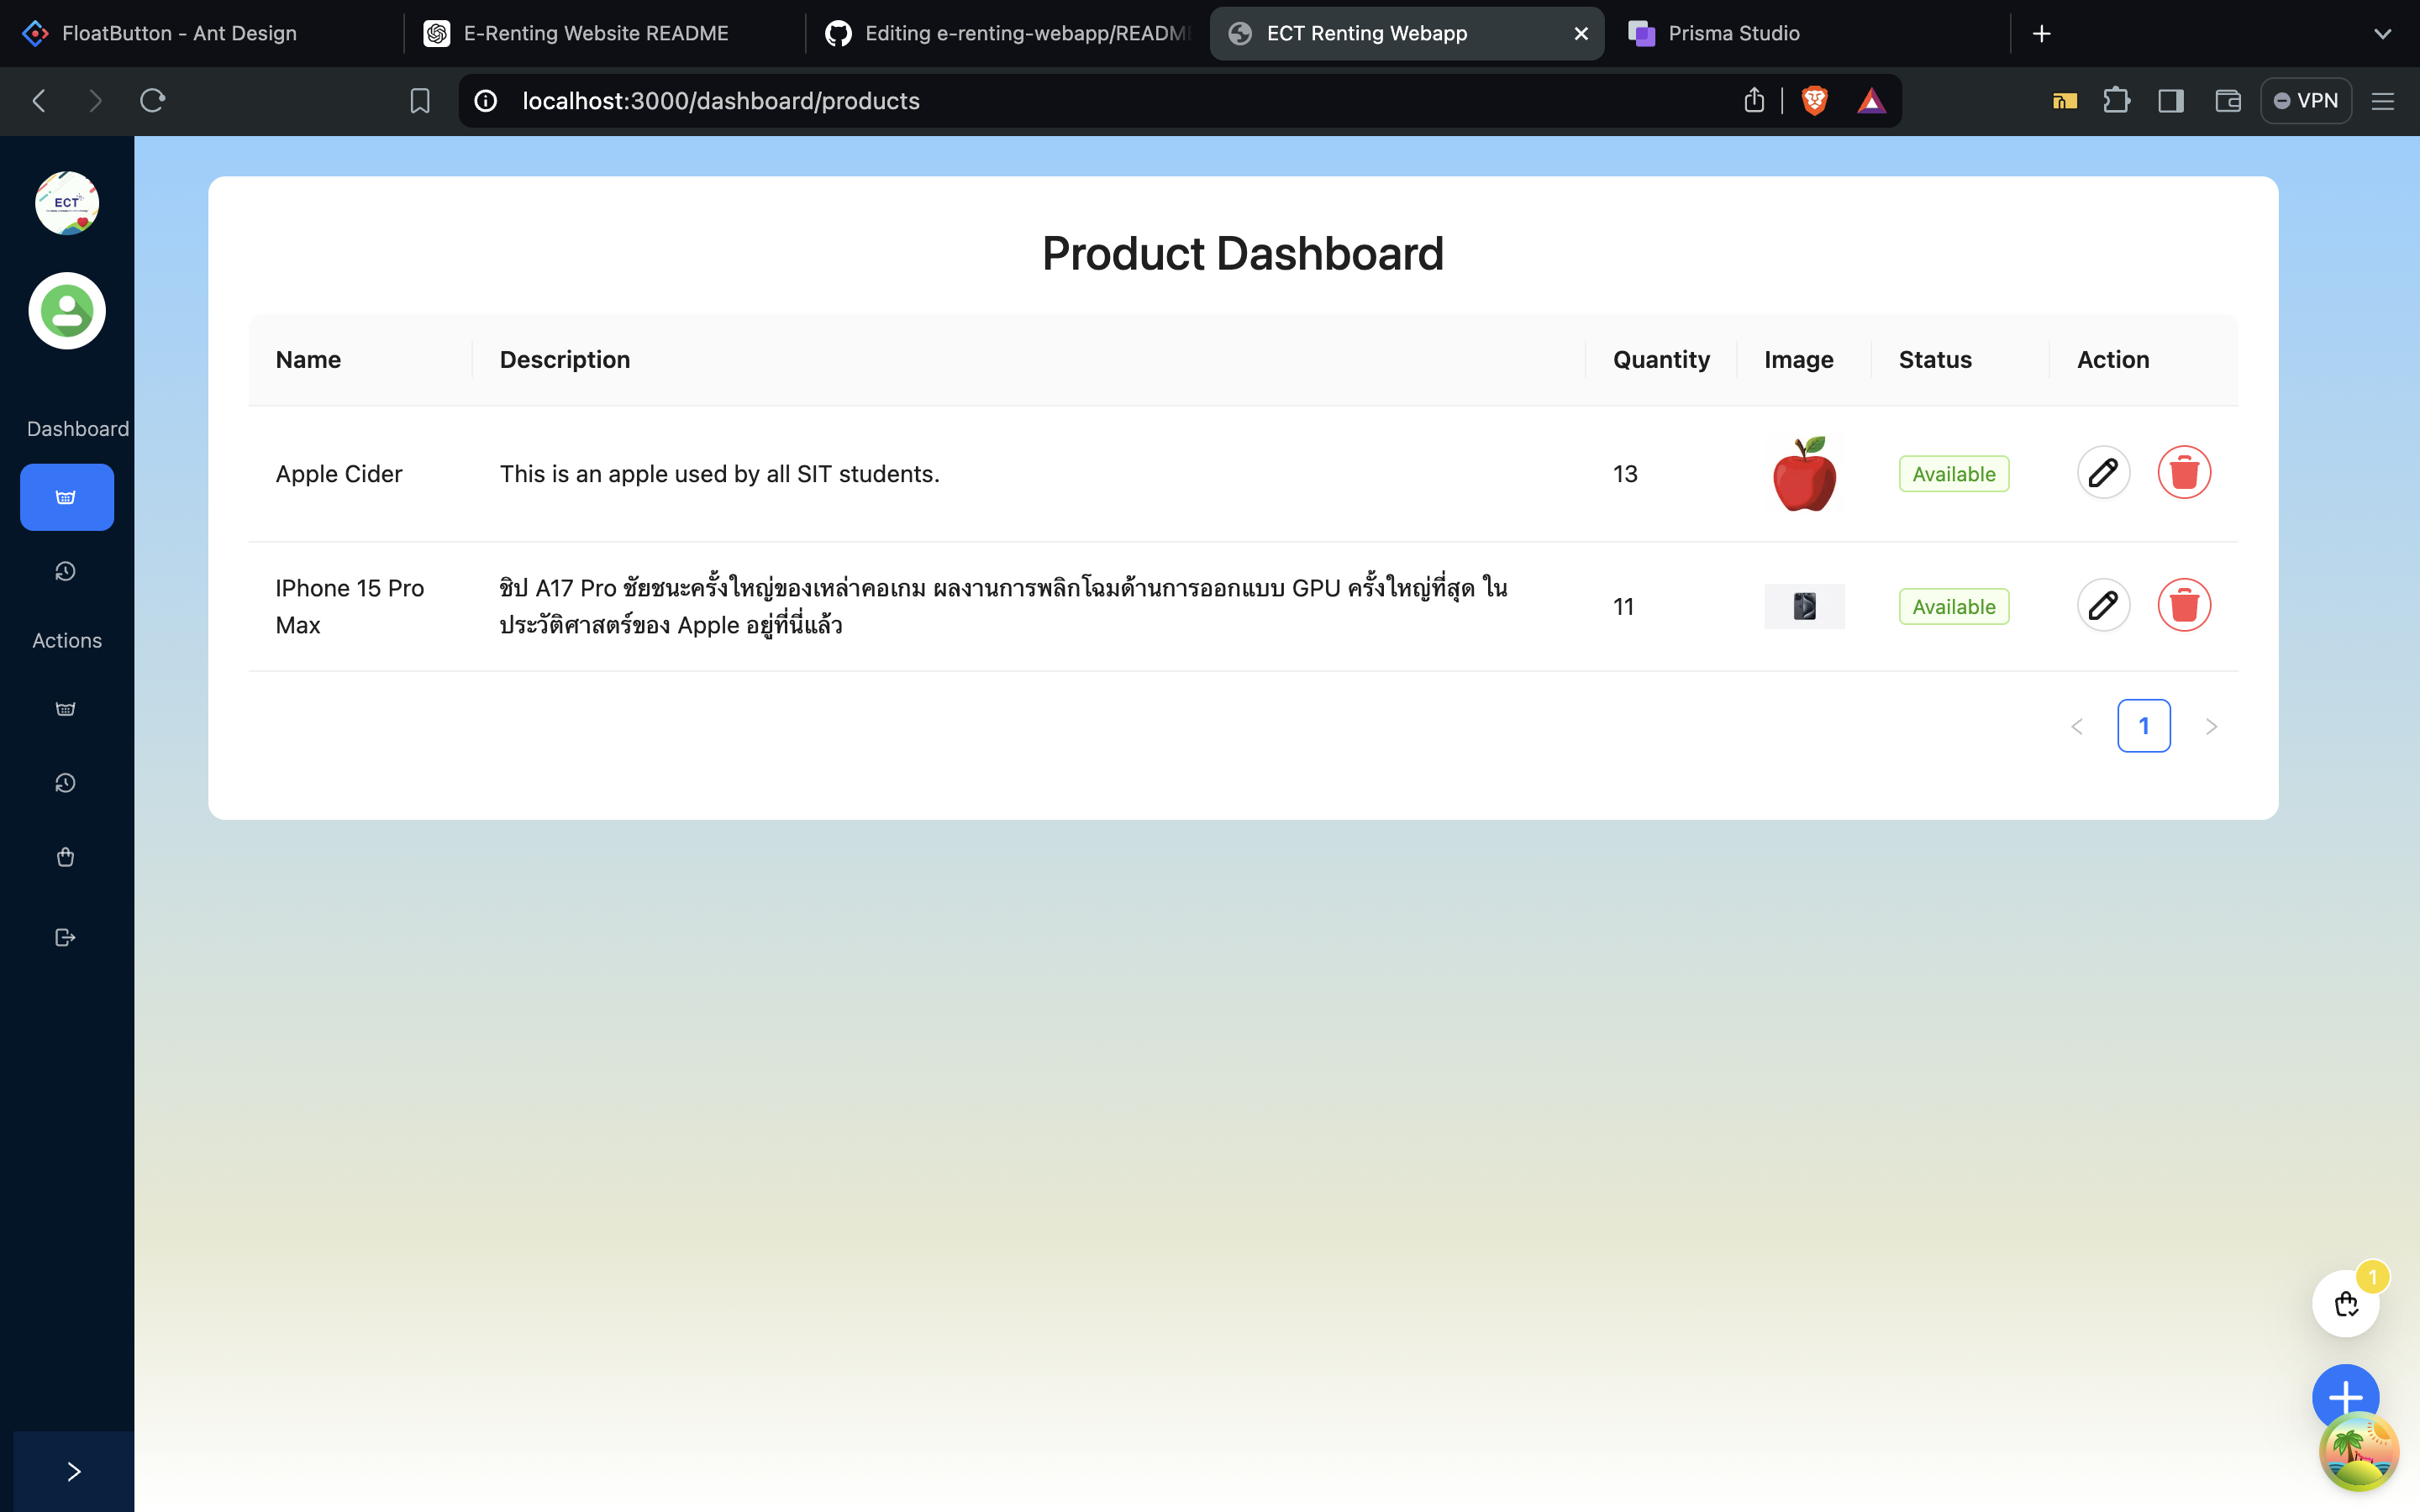 FloatButton - Ant Design
E-Renting Website README
Editing e-renting-webapp/READM
ECT Renting Webapp
Prisma Studio
localhost:3000/dashboard/products
VPN
ECT
Product Dashboard
Name Description Quantity Image Status Action
Dashboard
Apple Cider This is an apple used by all SIT students. 13 Available
IPhone 15 Pro Max ชิป A17 Pro ชัยชนะครั้งใหญ่ของเหล่าคอเกม ผลงานการพลิกโฉมด้านการออกแบบ GPU ครั้งใหญ่ที่สุด ใน
ประวัติศาสตร์ของ Apple อยู่ที่นี่แล้ว 11 Available
Actions
1
1